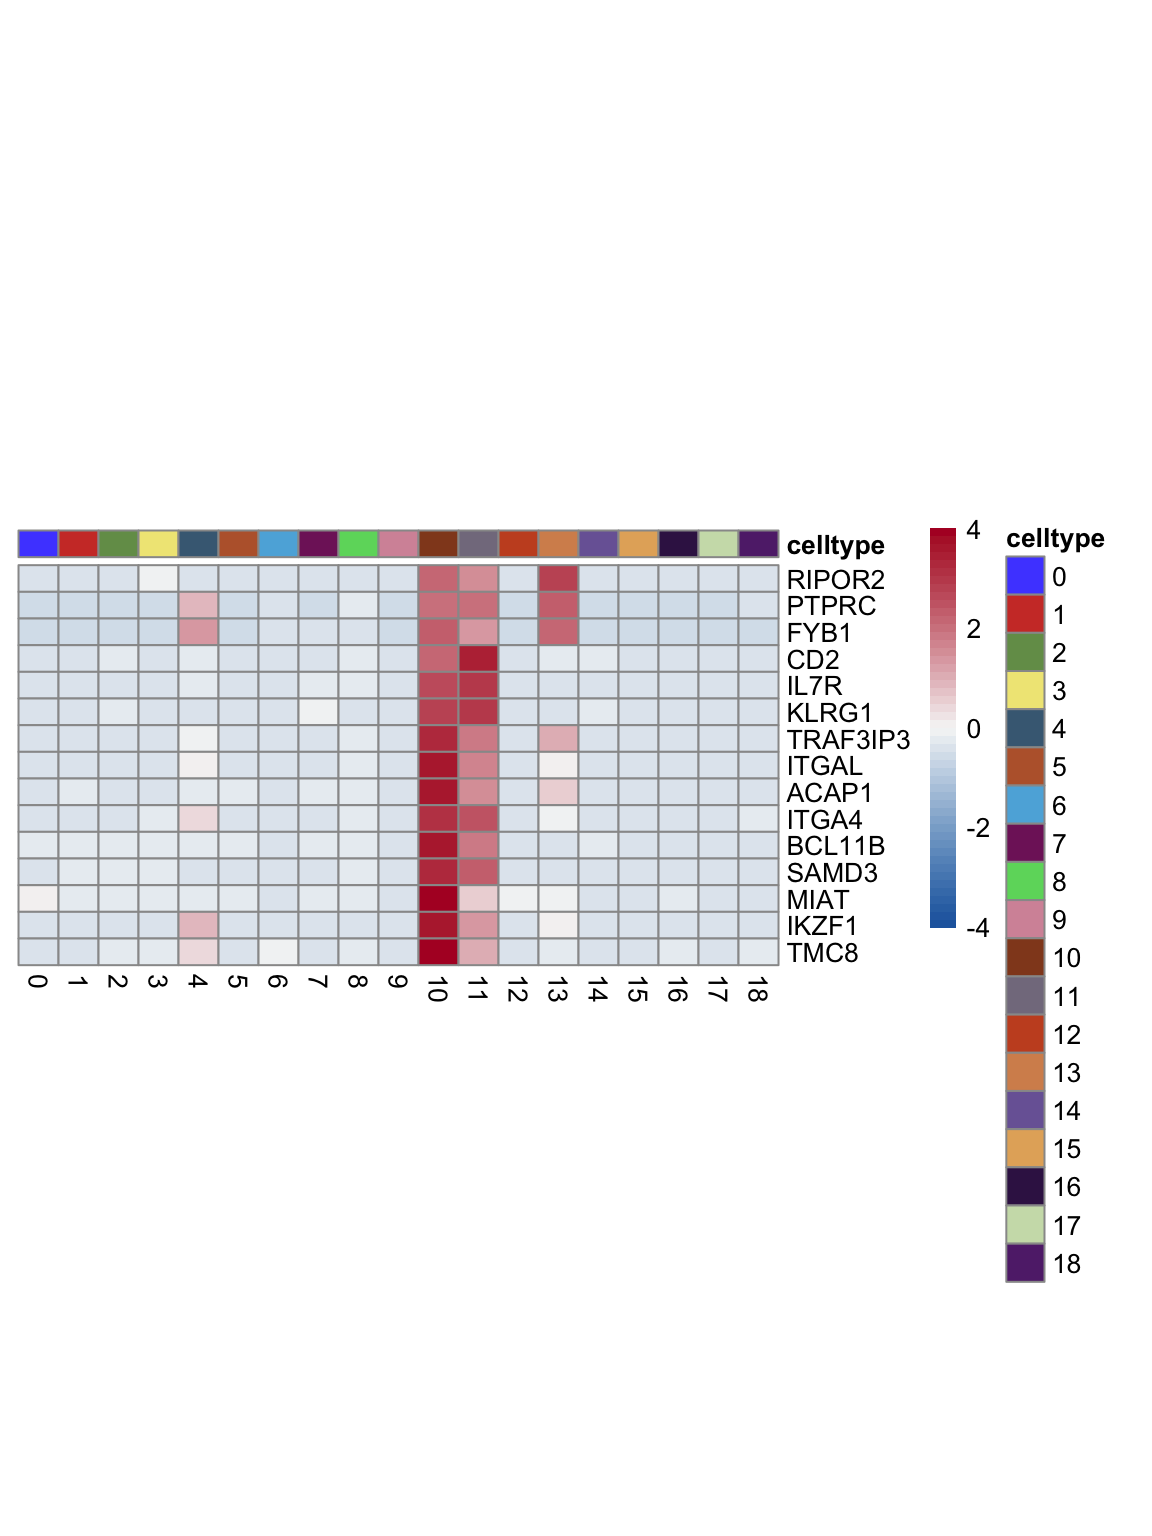 celltype
RIPOR2
PTPRC
FYB1
CD2
IL7R
KLRG1
TRAF3IP3
ITGAL
ACAP1
ITGA4
BCL11B
SAMD3
MIAT
IKZF1
TMC8
0 1 2 3 4 5 6 7 8 9 10 11 12 13 14 15 16 17 18
4
2
0
-2
-4
celltype
0
1
2
3
4
5
6
7
8
9
10
11
12
13
14
15
16
17
18